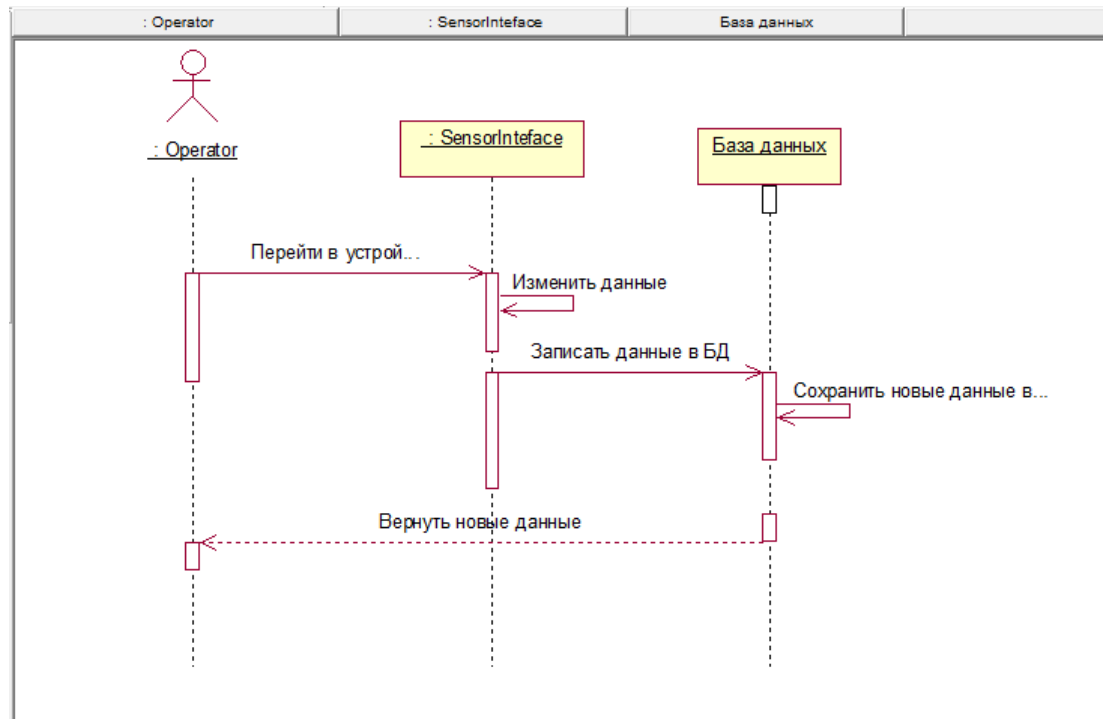 : Operator
: SensorInteface
База данных
: Operator
: SensorInteface
База данных
Перейти в устрой...
Изменить данные
Записать данные в БД
Сохранить новые данные в...
Вернуть новые данные